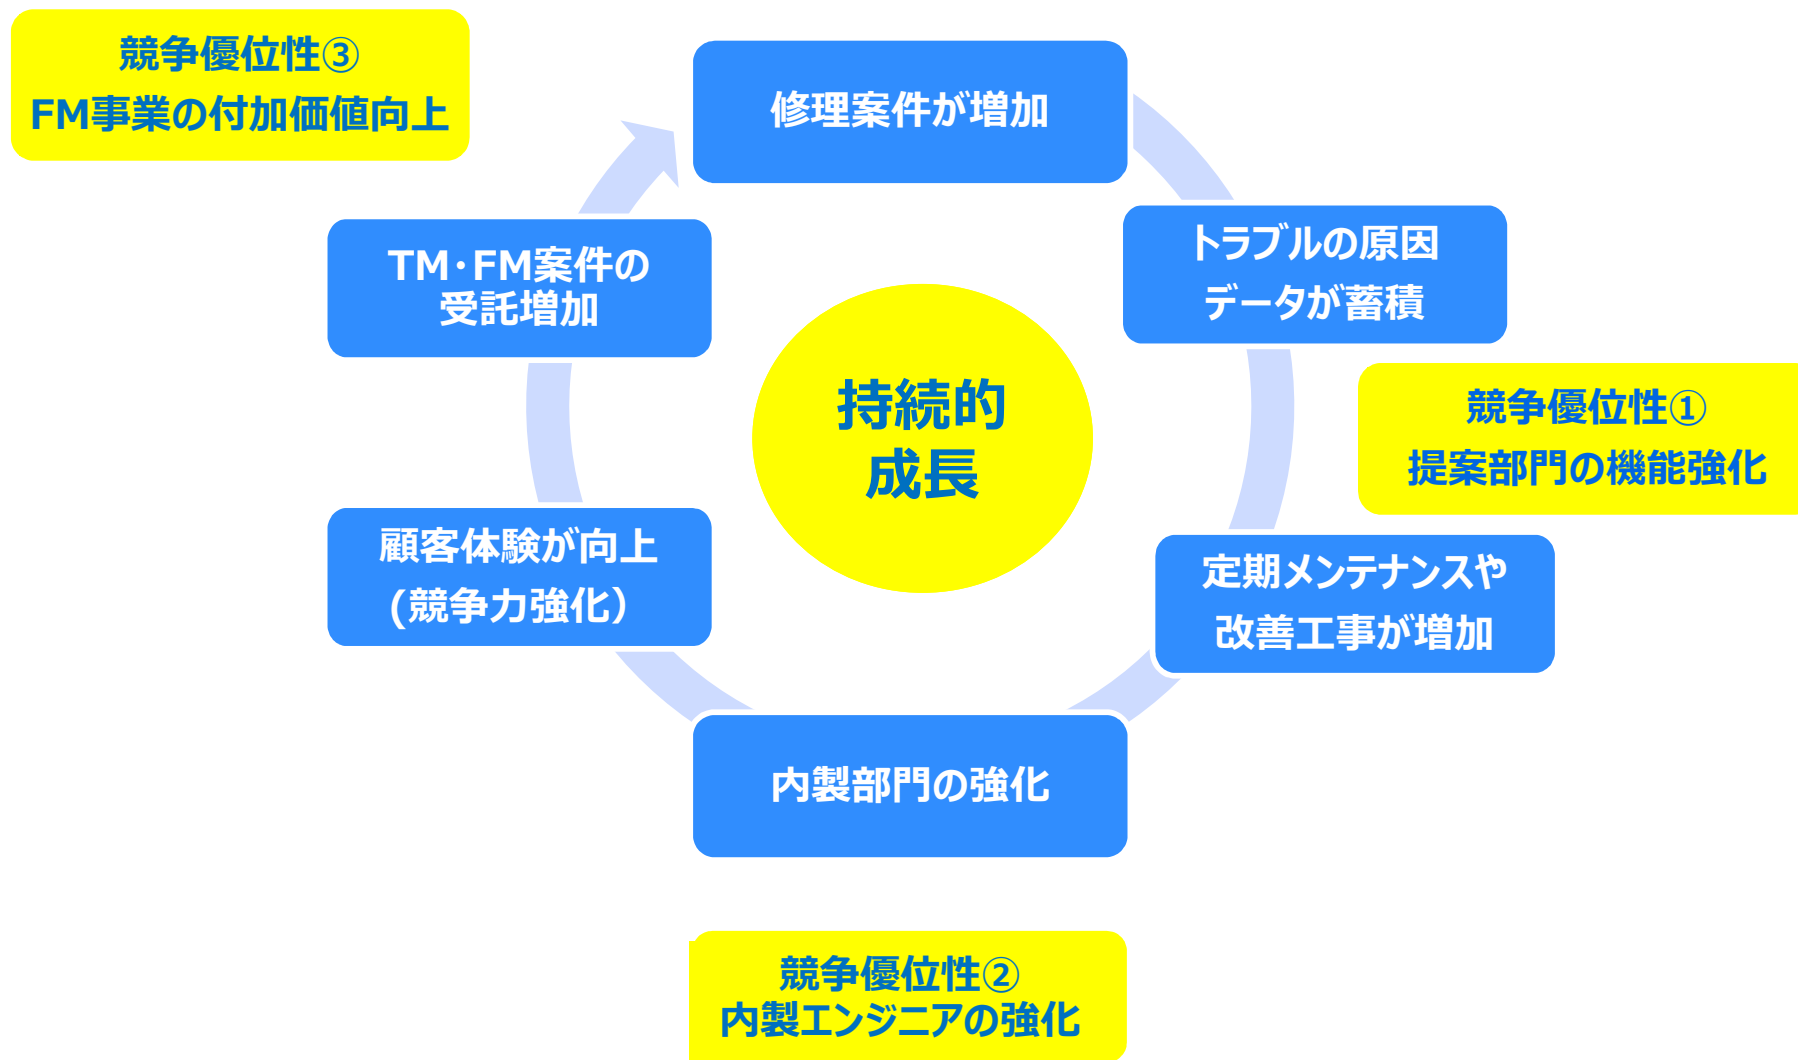 競争優位性③
FM事業の付加価値向上
修理案件が増加
トラブルの原因
データが蓄積
競争優位性①
提案部門の機能強化
定期メンテナンスや
改善工事が増加
内製部門の強化
競争優位性②
内製エンジニアの強化
顧客体験が向上
(競争力強化）
TM・FM案件の
受託増加
持続的
成長